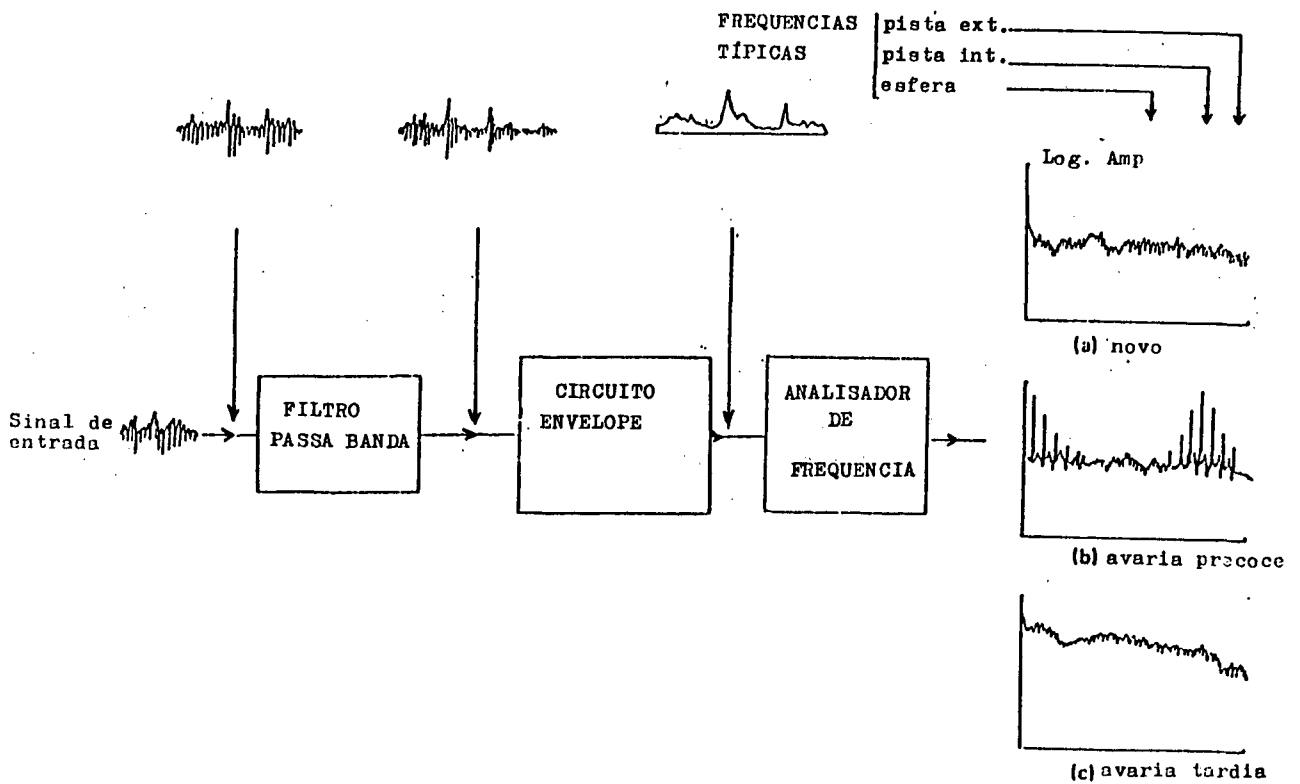 FREQUENCIAS
TÍPICAS
pista ext.
pista int.
esfera
Log. Amp
(a) novo
Sinal de
entrada
FILTRO
PASSA BANDA
CIRCUITO
ENVELOPE
ANALISADOR
DE
FREQUENCIA
(b) avaria precoce
(c) avaria tardia